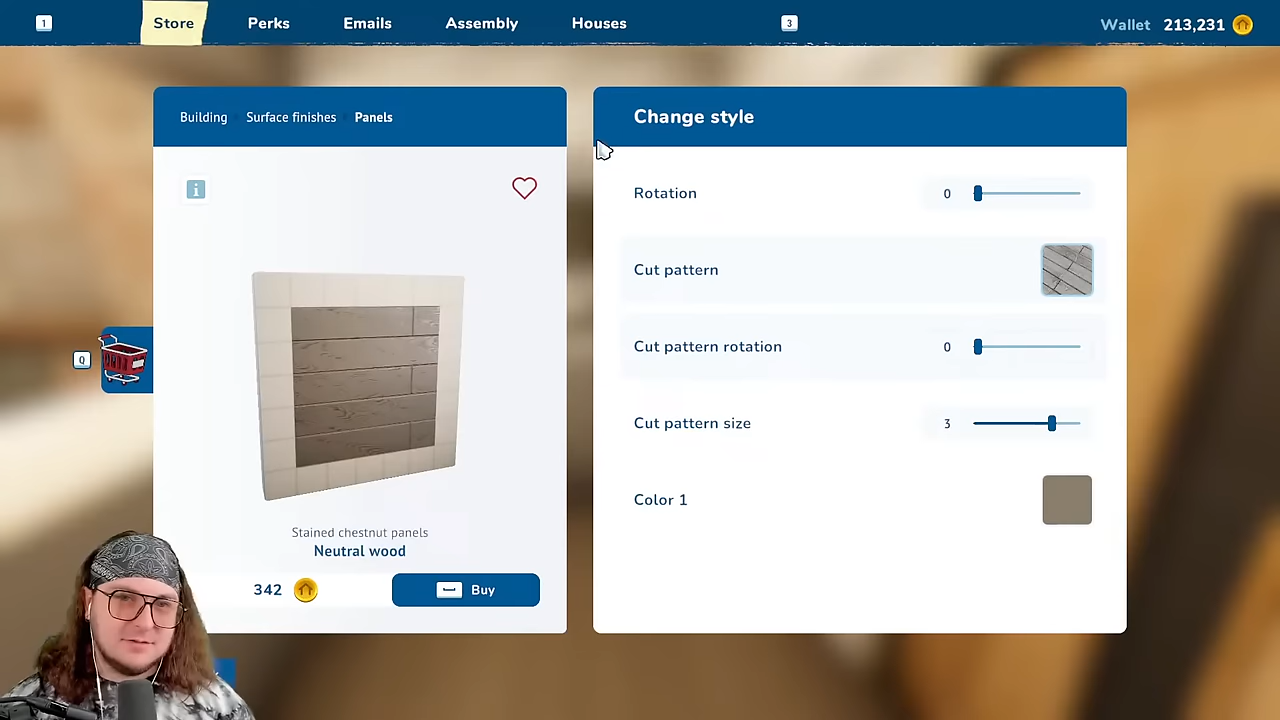 1 Store Perks Emails Assembly Houses 3 Wallet 213,231
Building Surface finishes Panels
Change style
i
Rotation 0
Cut pattern
Cut pattern rotation 0
Q
Cut pattern size 3
Color 1
Stained chestnut panels
Neutral wood
342 Buy